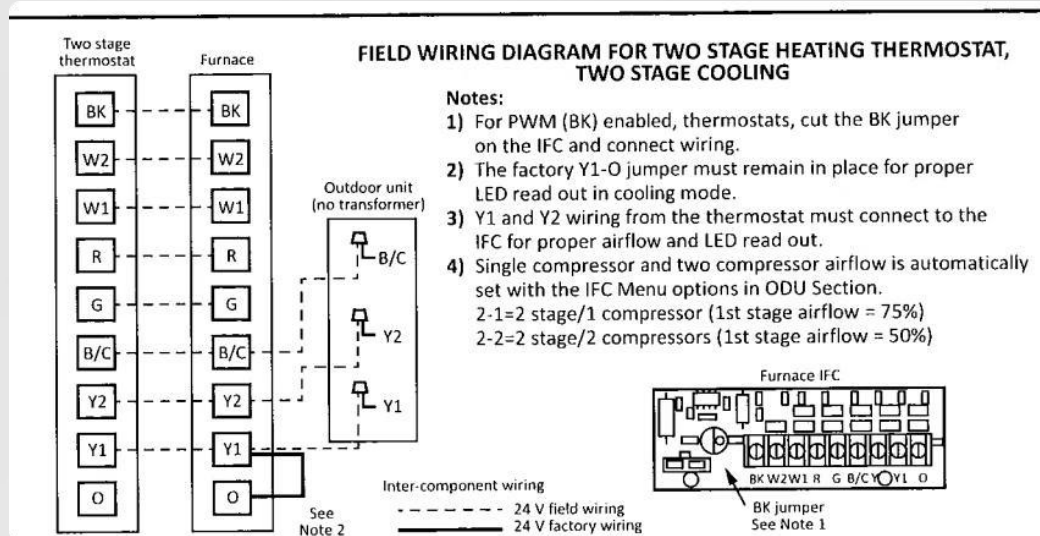 Two stage
thermostat
Furnace
FIELD WIRING DIAGRAM FOR TWO STAGE HEATING THERMOSTAT,
TWO STAGE COOLING
Notes:
1) For PWM (BK) enabled, thermostats, cut the BK jumper
on the IFC and connect wiring.
2) The factory Y1-O jumper must remain in place for proper
LED read out in cooling mode.
3) Y1 and Y2 wiring from the thermostat must connect to the
IFC for proper airflow and LED read out.
4) Single compressor and two compressor airflow is automatically
set with the IFC Menu options in ODU Section.
2-1=2 stage/1 compressor (1st stage airflow = 75%)
2-2=2 stage/2 compressors (1st stage airflow = 50%)
BK BK
W2 W2
W1 W1
R R
G G
B/C B/C
Y2 Y2
Y1 Y1
O O
Outdoor unit
(no transformer)
B/C
Y2
Y1
See
Note 2
Inter-component wiring
24 V field wiring
24 V factory wiring
Furnace IFC
BK W2 W1 R G B/C Y Y1 O
BK jumper
See Note 1